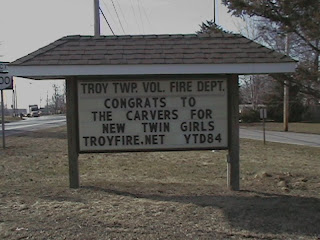 TROY TWP. VOL. FIRE DEPT.
CONGRATS TO
THE CARVERS FOR
NEW TWIN GIRLS
TROYFIRE.NET YTD84